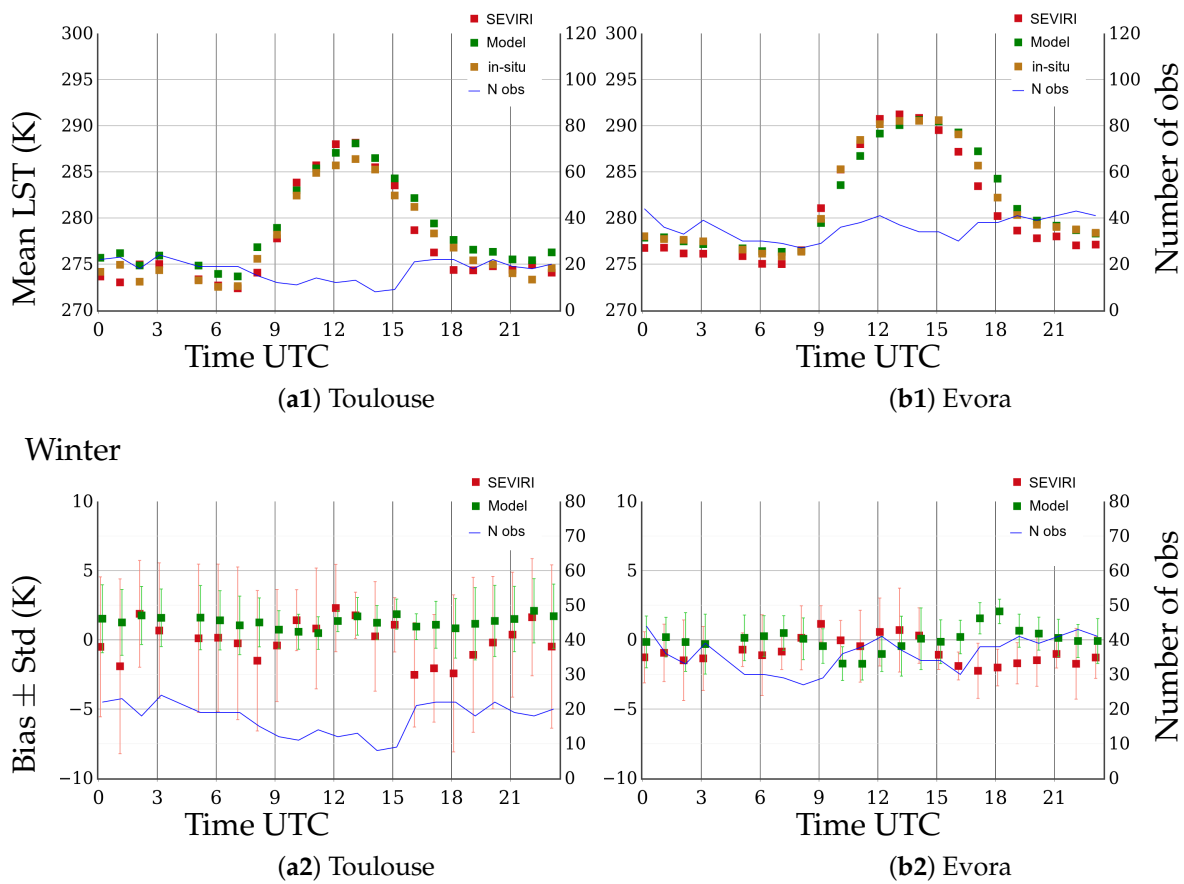 SEVIRI
Model
in-situ
N obs
300
295
290
285
280
275
270
120
100
80
60
40
20
0
0 3 6 9 12 15 18 21
Mean LST (K)
Time UTC
(a1) Toulouse
SEVIRI
Model
in-situ
N obs
300
295
290
285
280
275
270
120
100
80
60
40
20
0
0 3 6 9 12 15 18 21
Number of obs
Time UTC
(b1) Evora
Winter
SEVIRI
Model
N obs
10
5
0
−5
−10
80
70
60
50
40
30
20
10
0
0 3 6 9 12 15 18 21
Bias ± Std (K)
Time UTC
(a2) Toulouse
SEVIRI
Model
N obs
10
5
0
−5
−10
80
70
60
50
40
30
20
10
0
0 3 6 9 12 15 18 21
Number of obs
Time UTC
(b2) Evora